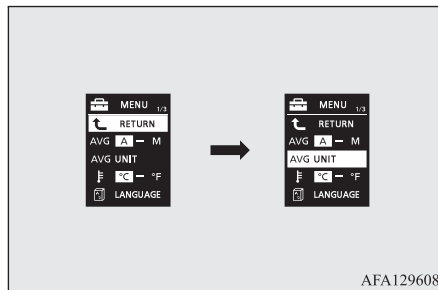 MENU 1/3
RETURN
AVG A – M
AVG UNIT
°C – °F
LANGUAGE
MENU 1/3
RETURN
AVG A – M
AVG UNIT
°C – °F
LANGUAGE
AFA129608